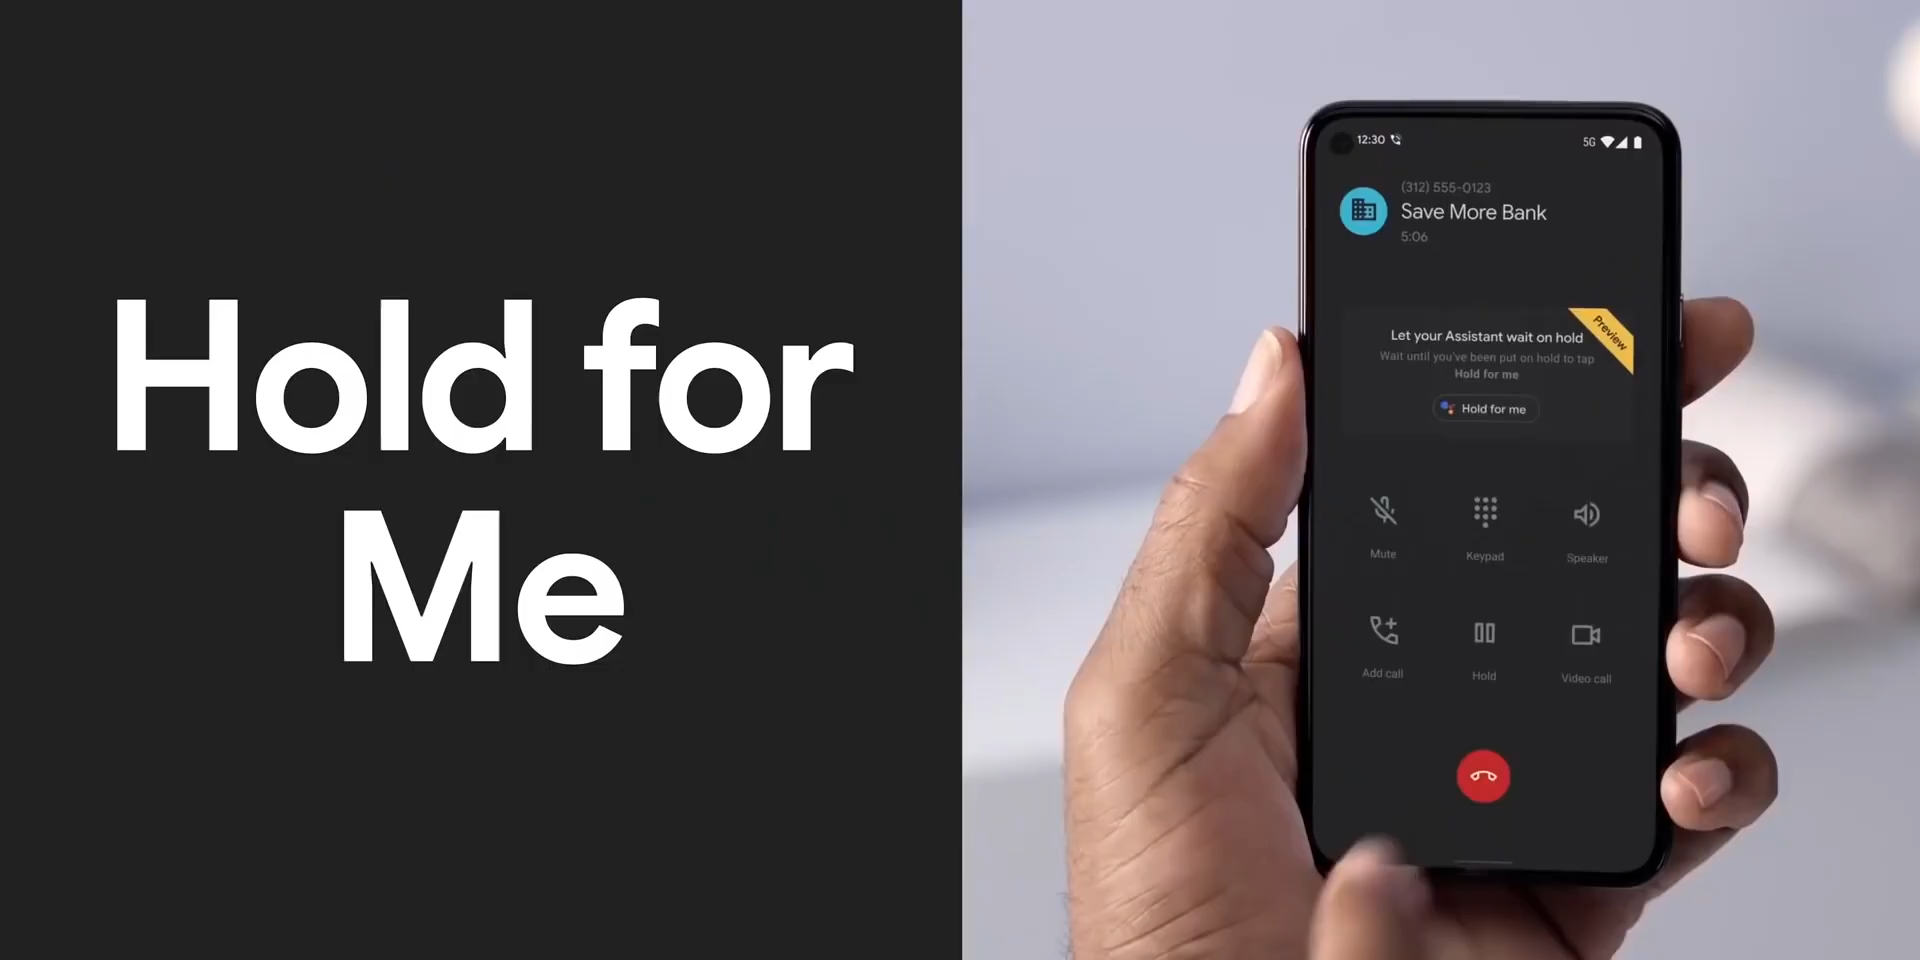 Hold for
Me
12:30
5G
(312) 555-0123
Save More Bank
5:06
Preview
Let your Assistant wait on hold
Wait until you've been put on hold to tap
Hold for me
Hold for me
Mute
Keypad
Speaker
Add call
Hold
Video call